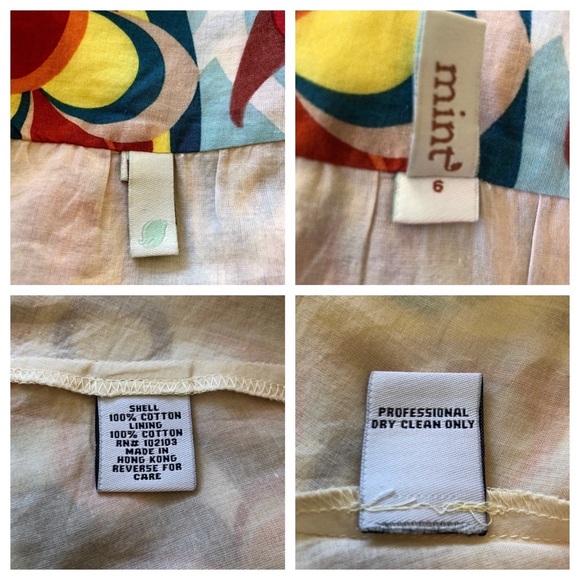 mint
6
SHELL
100% COTTON
LINING
100% COTTON
RN# 102103
MADE IN
HONG KONG
REVERSE FOR
CARE
PROFESSIONAL
DRY CLEAN ONLY